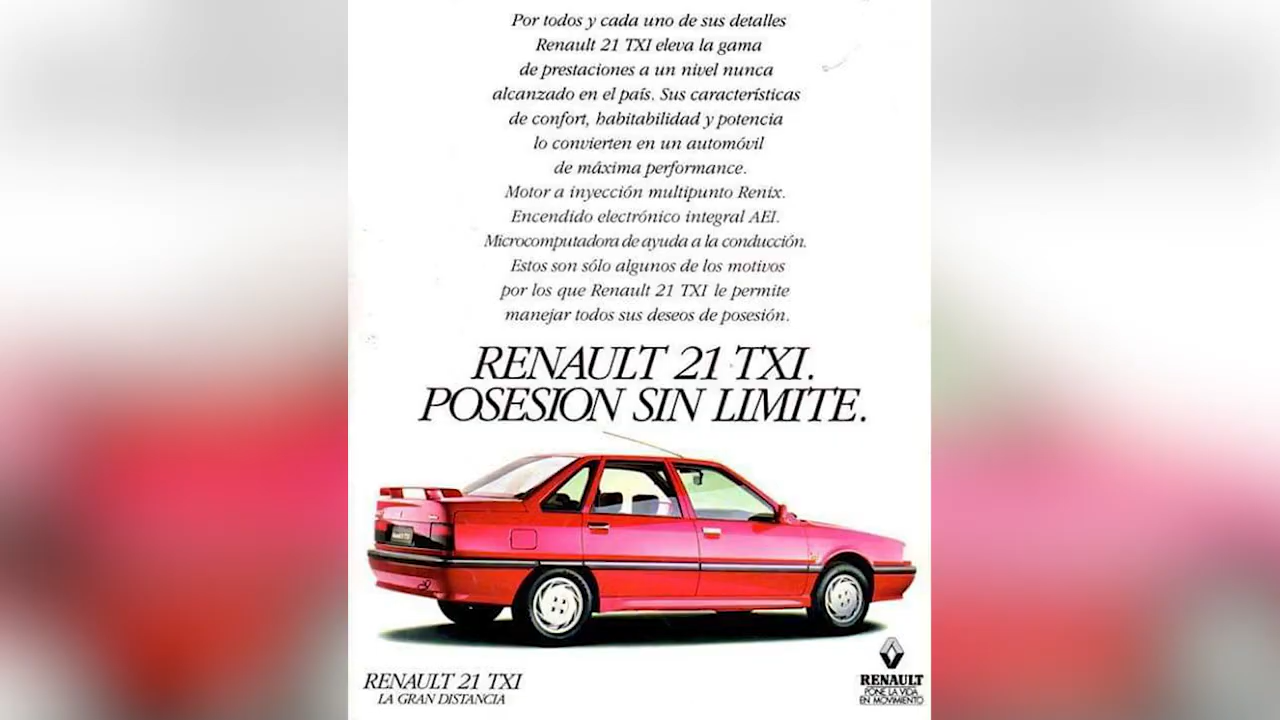 Por todos y cada uno de sus detalles
Renault 21 TXI eleva la gama
de prestaciones a un nivel nunca
alcanzado en el país. Sus características
de confort, habitabilidad y potencia
lo convierten en un automóvil
de máxima performance.
Motor a inyección multipunto Renix.
Encendido electrónico integral AEI.
Microcomputadora de ayuda a la conducción.
Estos son sólo algunos de los motivos
por los que Renault 21 TXI le permite
manejar todos sus deseos de posesión.
RENAULT 21 TXI.
POSESION SIN LIMITE.
RENAULT 21 TXI
LA GRAN DISTANCIA
RENAULT
PONE LA VIDA
EN MOVIMIENTO